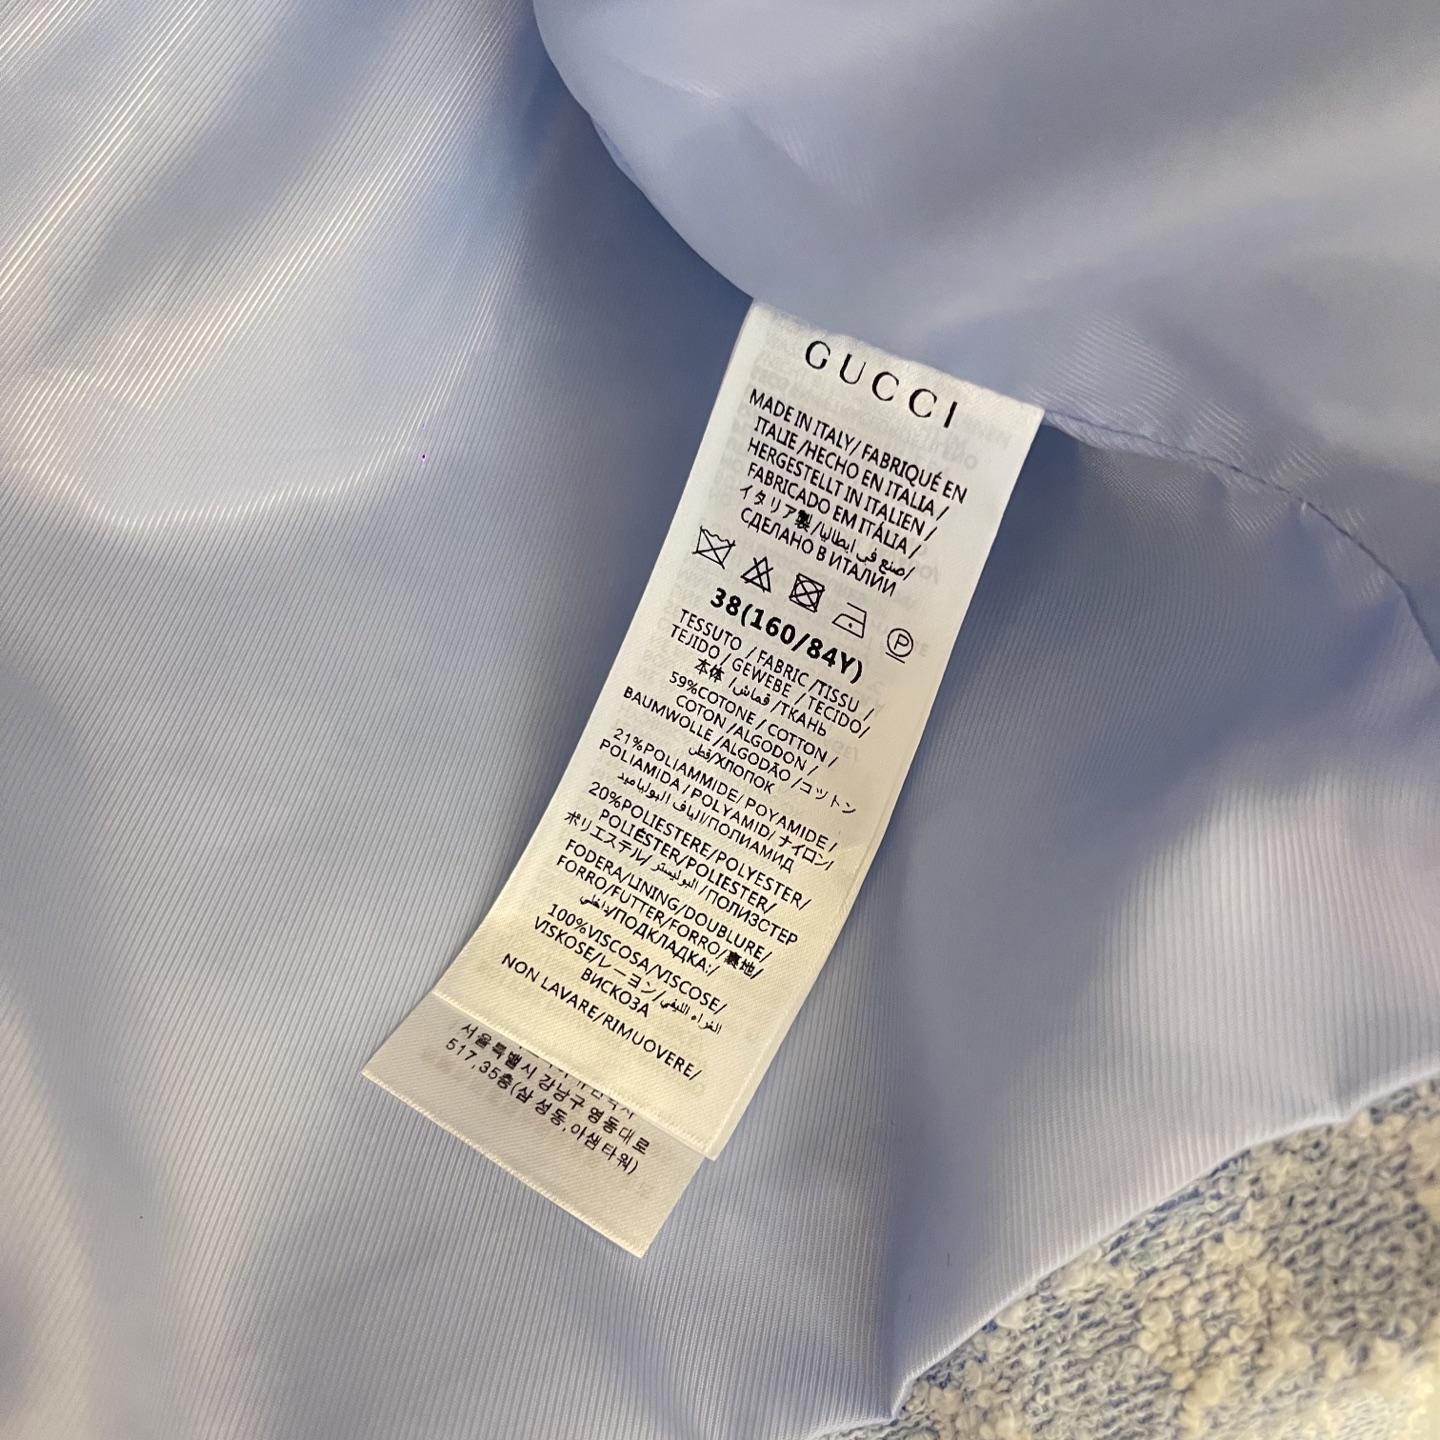 GUCCI
MADE IN ITALY/ FABRIQUÉ EN
ITALIE /HECHO EN ITALIA /
HERGESTELLT IN ITALIEN /
FABRICADO EM ITÁLIA /
イタリア製/صنع في ايطاليا/
СДЕЛАНО В ИТАЛИИ
P
38(160/84Y)
TESSUTO / FABRIC /TISSU /
TEJIDO / GEWEBE / TECIDO/
本体 /قماش/ТКАНЬ
59%COTONE / COTTON /
COTON /ALGODON /
BAUMWOLLE /ALGODÃO /コットン
قطن/ХЛОПОК
21%POLIAMMIDE/ POYAMIDE /
POLIAMIDA / POLYAMID/ ナイロン/
الياف البولياميد/ПОЛИАМИД
20%POLIESTERE/POLYESTER/
POLIÉSTER/POLIESTER/
ポリエステル/ البوليستر /ПОЛИЗСТЕР
FODERA/LINING/DOUBLURE/
FORRO/FUTTER/FORRO/裏地/
داخلي/ПОДКЛАДКА:/
100%VISCOSA/VISCOSE/
VISKOSE/レーヨン/الفراء الليفي/
ВИСКОЗА
NON LAVARE/RIMUOVERE/
서울특별시 강남구 영동대로
517,35층(삼성동,아셈타워)